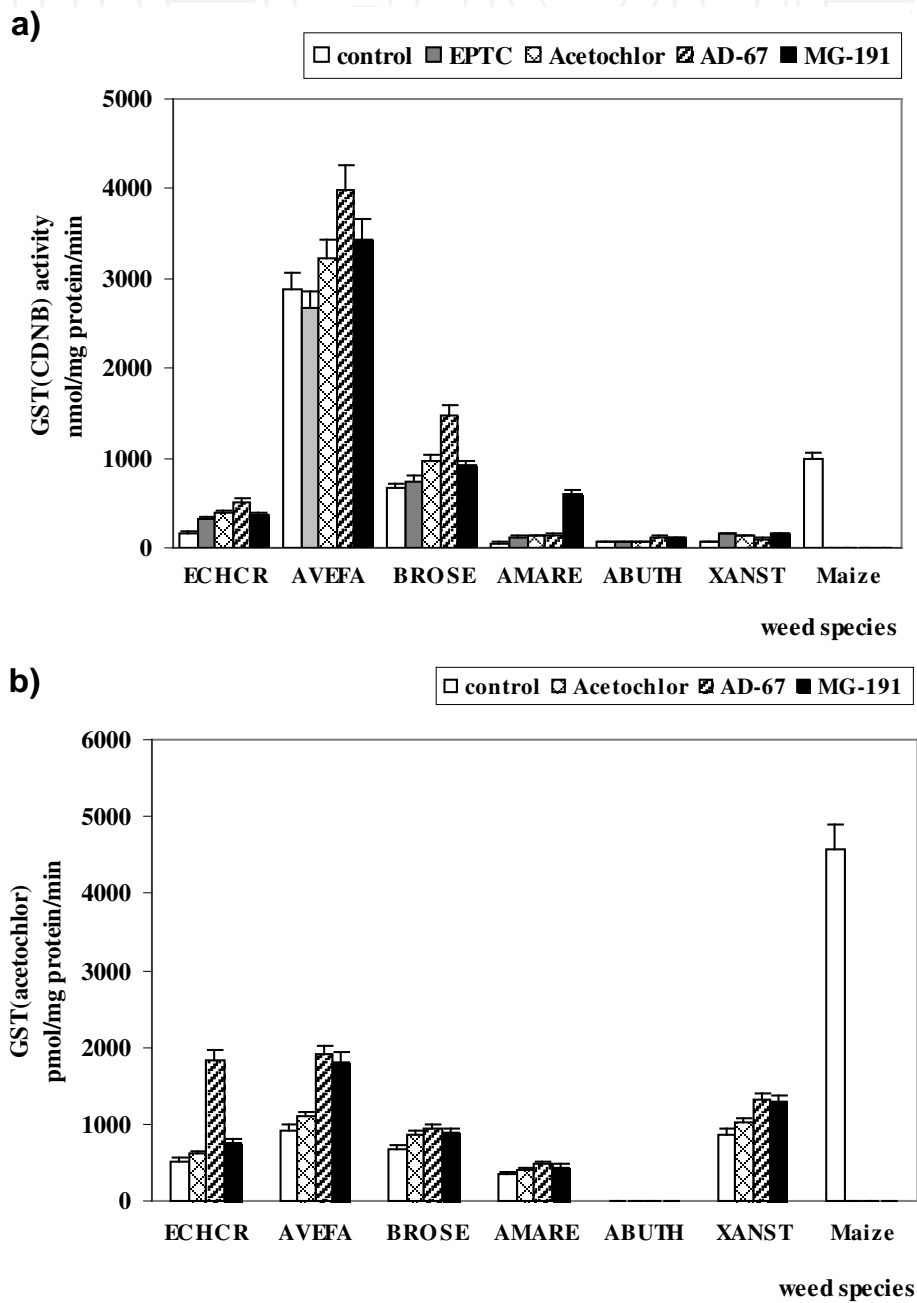 a)
control EPTC Acetochlor AD-67 MG-191
5000
4000
3000
2000
1000
0
GST(CDNB) activity
nmol/mg protein/min
ECHCR AVEFA BROSE AMARE ABUTH XANST Maize
weed species
b)
control Acetochlor AD-67 MG-191
6000
5000
4000
3000
2000
1000
0
GST(acetochlor)
pmol/mg protein/min
ECHCR AVEFA BROSE AMARE ABUTH XANST Maize
weed species